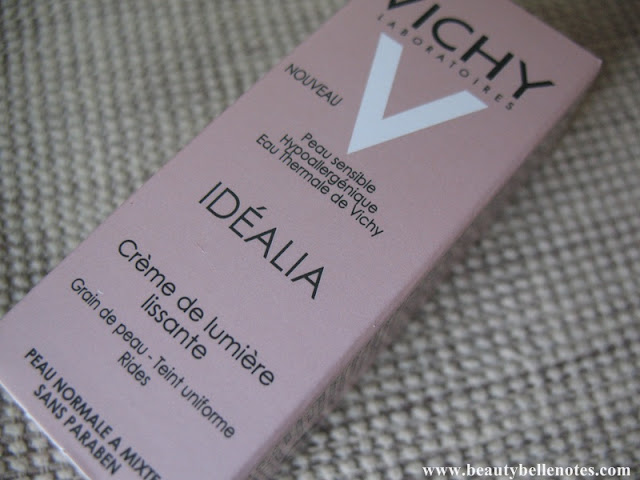 VICHY
LABORATOIRES
NOUVEAU
Peau sensible
Hypoallergénique
Eau Thermale de Vichy
IDÉALIA
Crème de lumière
lissante
Grain de peau - Teint uniforme
Rides
PEAU NORMALE A MIXTE
SANS PARABEN
www.beautybellenotes.com